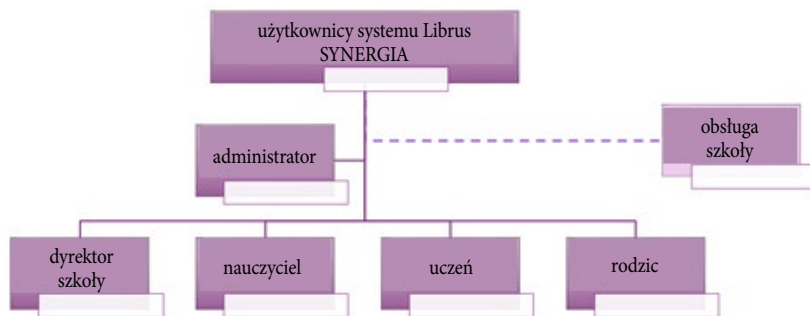 użytkownicy systemu Librus
SYNERGIA
administrator
obsługa
szkoły
dyrektor
szkoły
nauczyciel
uczeń
rodzic